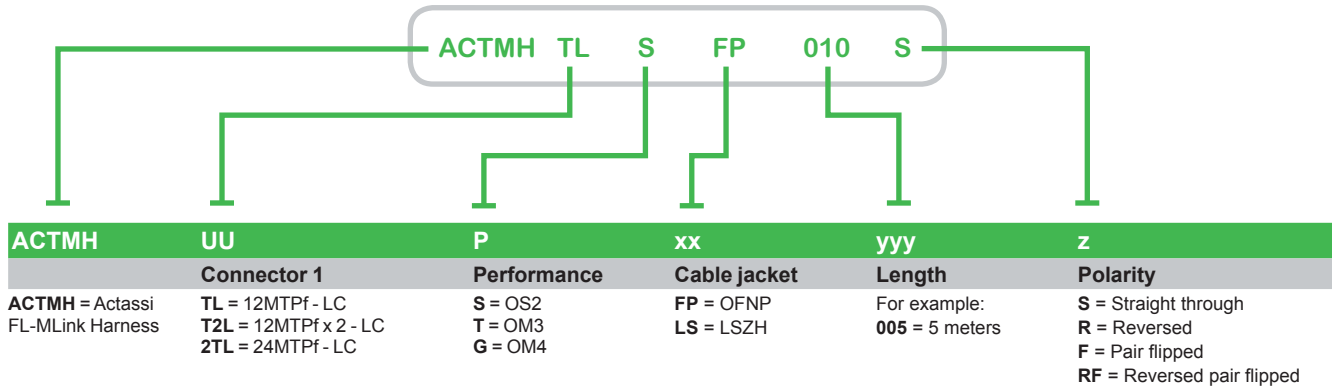 ACTMH TL S FP 010 S
ACTMH UU P xx yyy z
Connector 1 Performance Cable jacket Length Polarity
ACTMH = Actassi TL = 12MTPf - LC S = OS2 FP = OFNP For example: S = Straight through
FL-MLink Harness T2L = 12MTPf x 2 - LC T = OM3 LS = LSZH 005 = 5 meters R = Reversed
2TL = 24MTPf - LC G = OM4 F = Pair flipped
RF = Reversed pair flipped